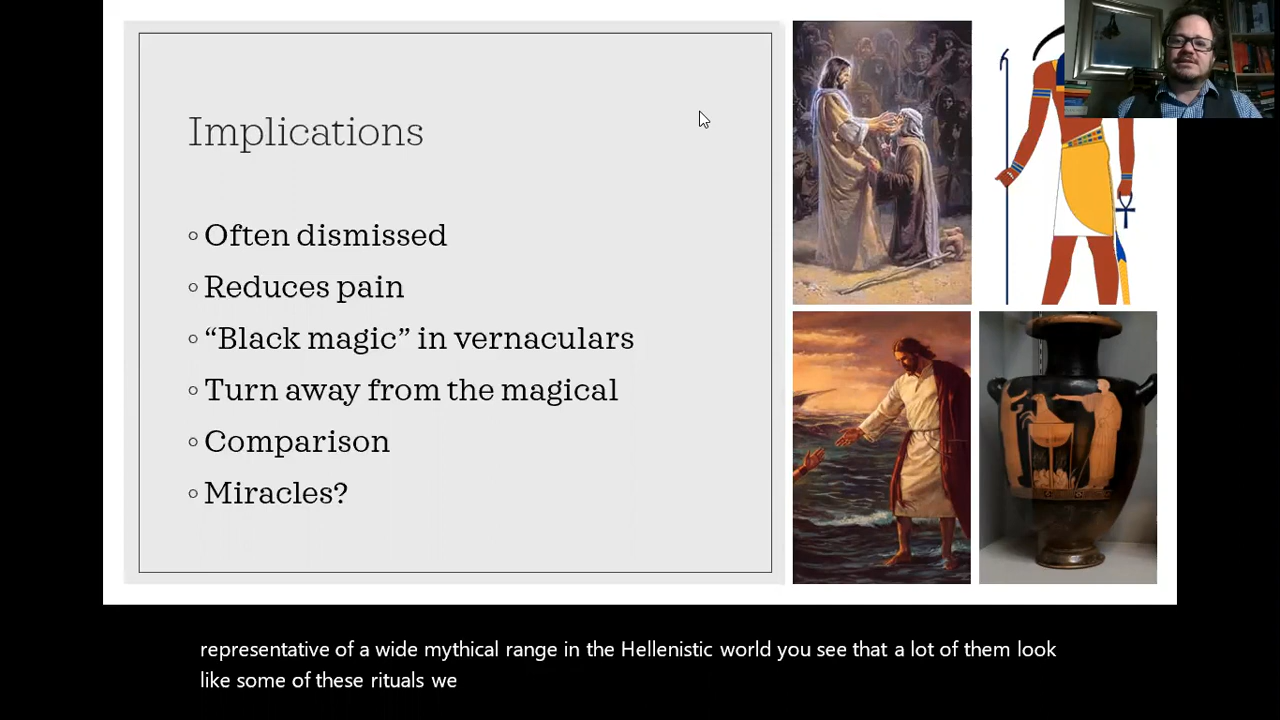 Implications
◦ Often dismissed
◦ Reduces pain
◦ “Black magic” in vernaculars
◦ Turn away from the magical
◦ Comparison
◦ Miracles?
representative of a wide mythical range in the Hellenistic world you see that a lot of them look
like some of these rituals we